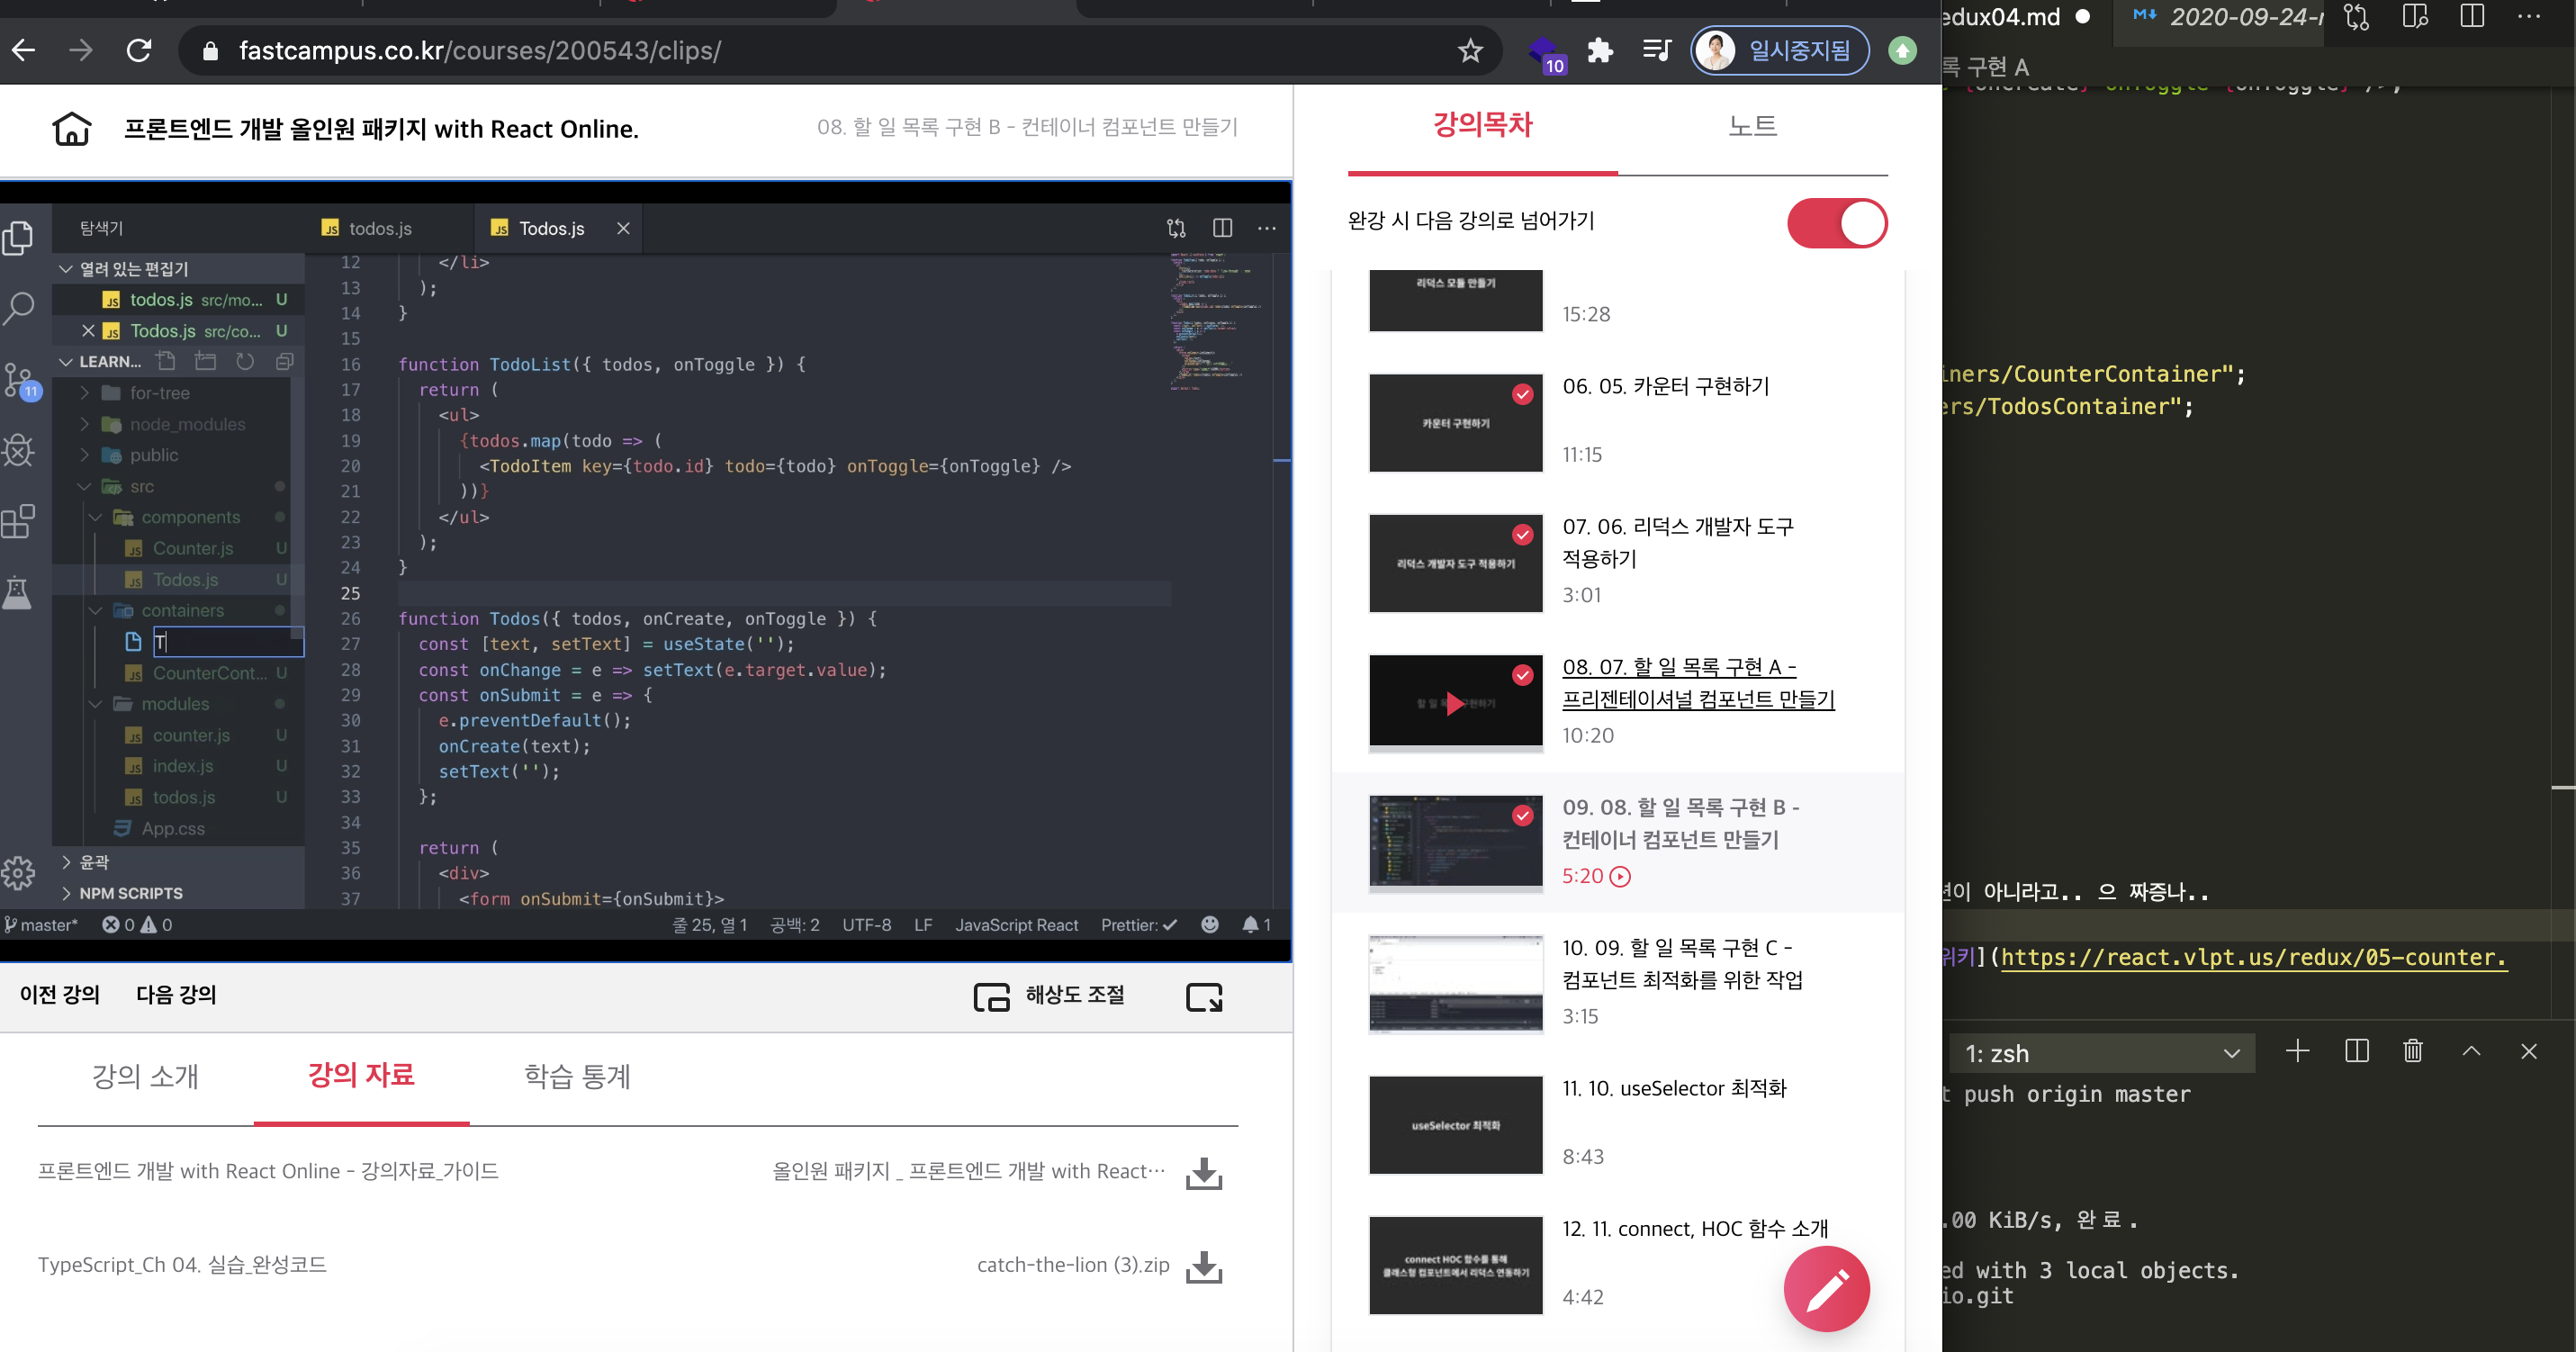 fastcampus.co.kr/courses/200543/clips/
10
일시중지됨
프론트엔드 개발 올인원 패키지 with React Online.
08. 할 일 목록 구현 B - 컨테이너 컴포넌트 만들기
탐색기
todos.js
Todos.js
열려 있는 편집기
todos.js src/mo... U
Todos.js src/co... U
LEARN...
11
for-tree
node_modules
public
src
components
Counter.js U
Todos.js U
containers
T
CounterCont... U
modules
counter.js U
index.js U
todos.js U
App.css
윤곽
NPM SCRIPTS
12 </li>
13 );
14 }
15
16 function TodoList({ todos, onToggle }) {
17 return (
18 <ul>
19 {todos.map(todo => (
20 <TodoItem key={todo.id} todo={todo} onToggle={onToggle} />
21 ))}
22 </ul>
23 );
24 }
25
26 function Todos({ todos, onCreate, onToggle }) {
27 const [text, setText] = useState('');
28 const onChange = e => setText(e.target.value);
29 const onSubmit = e => {
30 e.preventDefault();
31 onCreate(text);
32 setText('');
33 };
34
35 return (
36 <div>
37 <form onSubmit={onSubmit}>
master* 0 0
줄 25, 열 1 공백: 2 UTF-8 LF JavaScript React Prettier: 1
이전 강의 다음 강의
해상도 조절
강의 소개 강의 자료 학습 통계
프론트엔드 개발 with React Online - 강의자료_가이드
올인원 패키지 _ 프론트엔드 개발 with React···
TypeScript_Ch 04. 실습_완성코드
catch-the-lion (3).zip
강의목차 노트
완강 시 다음 강의로 넘어가기
리덕스 모듈 만들기
15:28
카운터 구현하기
06. 05. 카운터 구현하기
11:15
리덕스 개발자 도구 적용하기
07. 06. 리덕스 개발자 도구
적용하기
3:01
08. 07. 할 일 목록 구현 A -
프리젠테이셔널 컴포넌트 만들기
10:20
09. 08. 할 일 목록 구현 B -
컨테이너 컴포넌트 만들기
5:20
10. 09. 할 일 목록 구현 C -
컴포넌트 최적화를 위한 작업
3:15
useSelector 최적화
11. 10. useSelector 최적화
8:43
connect HOC 함수를 통해
클래스형 컴포넌트에서 리덕스 연동하기
12. 11. connect, HOC 함수 소개
4:42
edux04.md
2020-09-24-r
록 구현 A
iners/CounterContainer";
ers/TodosContainer";
아니라고.. 으 짜증나..
위키](https://react.vlpt.us/redux/05-counter.
1: zsh
t push origin master
.00 KiB/s, 완료.
ed with 3 local objects.
io.git